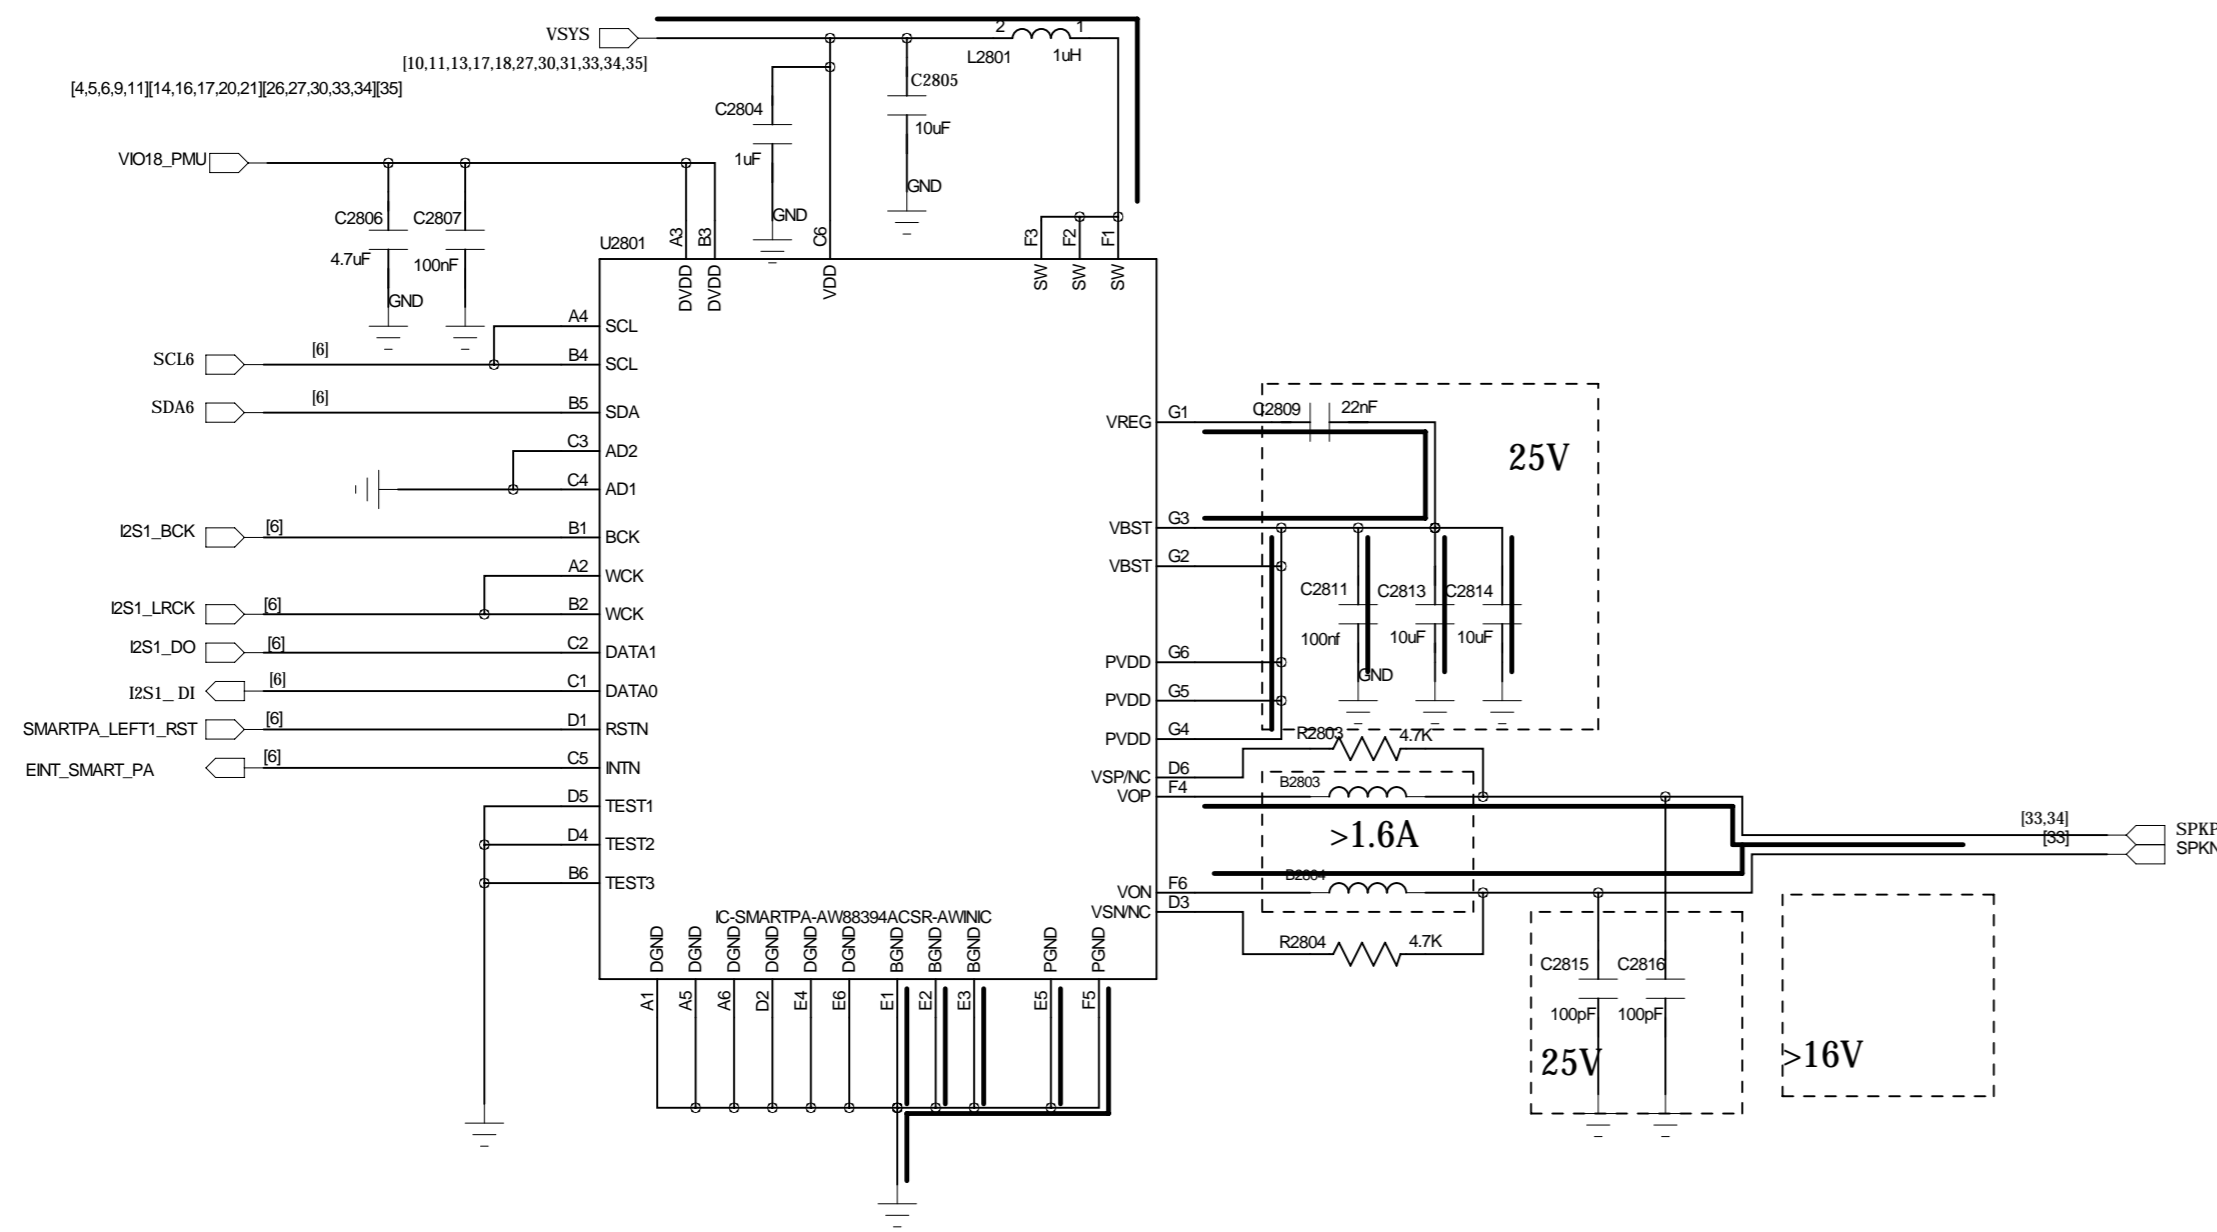 2 1
VSYS
L2801 1uH
[10,11,13,17,18,27,30,31,33,34,35]
[4,5,6,9,11][14,16,17,20,21][26,27,30,33,34][35]
C2805
C2804
10uF
VIO18_PMU
1uF
GND
C2806 C2807
GND
U2801 A3 B3 C6 F3 F2 F1
4.7uF 100nF
DVDD DVDD VDD SW SW SW
GND
A4 SCL
SCL6 [6] B4 SCL
SDA6 [6] B5 SDA
VREG G1 C2809 22nF
C3 AD2
25V
C4 AD1
I2S1_BCK [6] B1 BCK
VBST G3
A2 WCK
VBST G2
C2811 C2813 C2814
I2S1_LRCK [6] B2 WCK
100nf 10uF 10uF
I2S1_DO [6] C2 DATA1
PVDD G6
GND
I2S1_ DI [6] C1 DATA0
PVDD G5
SMARTPA_LEFT1_RST [6] D1 RSTN
PVDD G4 R2803 4.7K
EINT_SMART_PA [6] C5 INTN
VSP/NC D6
B2803
VOP F4
D5 TEST1
[33,34]
>1.6A
SPKP
[33]
D4 TEST2
SPKN
B6 TEST3
B2804
VON F6
VSN/NC D3
IC-SMARTPA-AW88394ACSR-AWINIC
R2804 4.7K
DGND DGND DGND DGND DGND DGND BGND BGND BGND PGND PGND
C2815 C2816
A1 A5 A6 D2 E4 E6 E1 E2 E3 E5 F5
100pF 100pF
25V
>16V